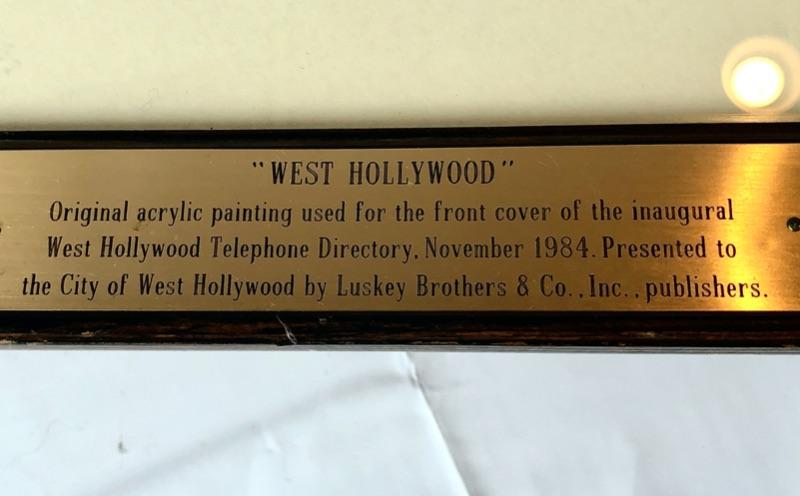 "WEST HOLLYWOOD"
Original acrylic painting used for the front cover of the inaugural
West Hollywood Telephone Directory, November 1984. Presented to
the City of West Hollywood by Luskey Brothers & Co., Inc., publishers.